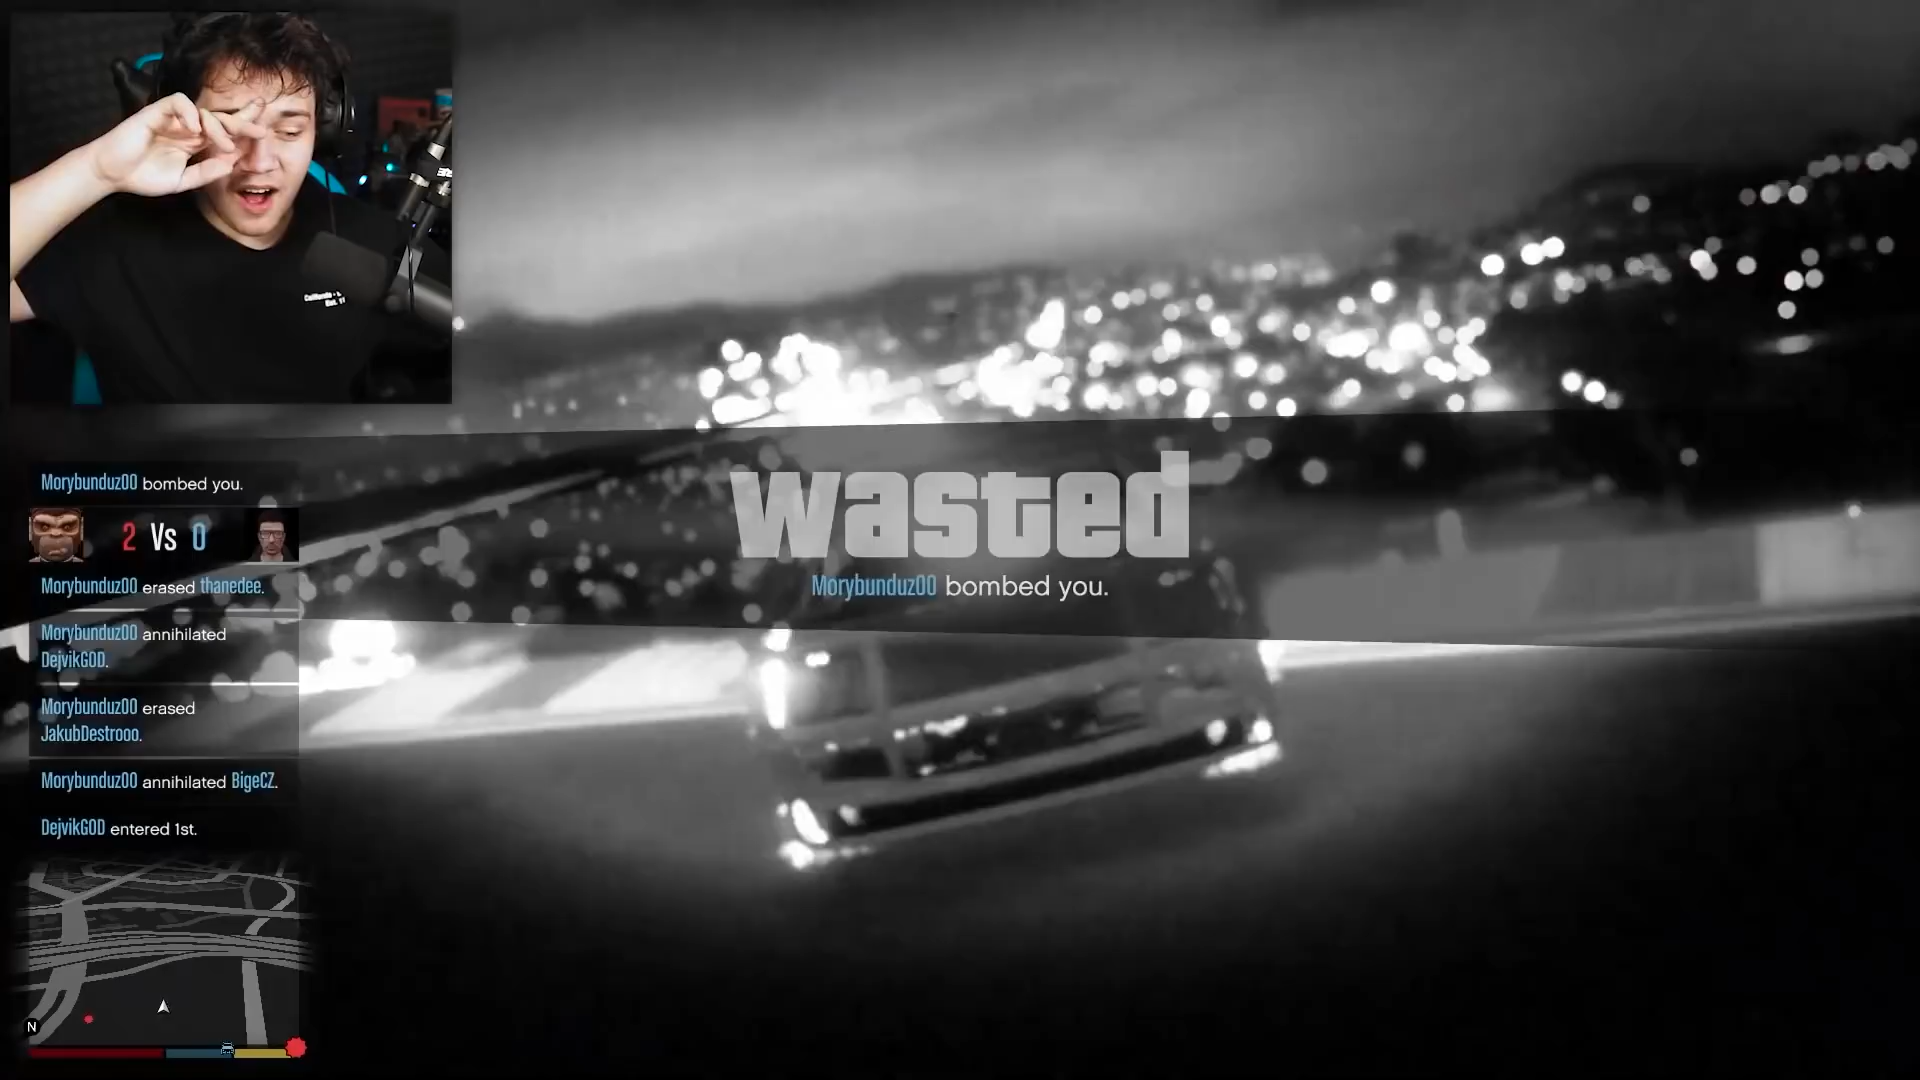 Morybunduz00 bombed you.
2 Vs 0
Morybunduz00 erased thanedee.
Morybunduz00 annihilated
DejvikGOD.
Morybunduz00 erased
JakubDestrooo.
Morybunduz00 annihilated BigeCZ.
DejvikGOD entered 1st.
N
wasted
Morybunduz00 bombed you.